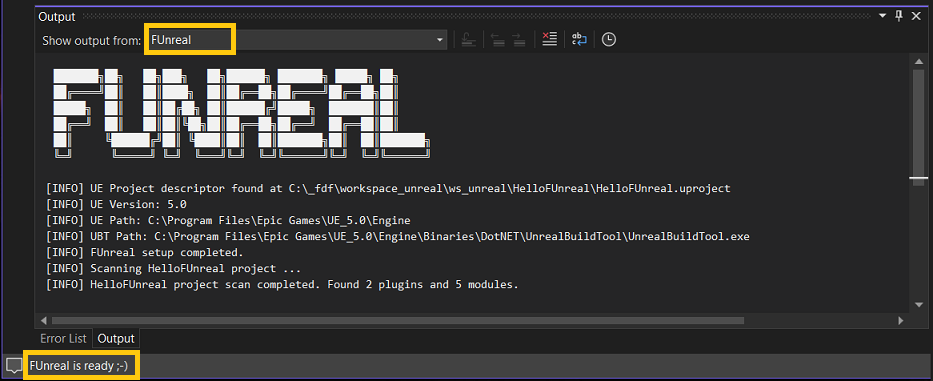 Output
Show output from: FUnreal
FUNREAL
[INFO] UE Project descriptor found at C:\_fdf\workspace_unreal\ws_unreal\HelloFUnreal\HelloFUnreal.uproject
[INFO] UE Version: 5.0
[INFO] UE Path: C:\Program Files\Epic Games\UE_5.0\Engine
[INFO] UBT Path: C:\Program Files\Epic Games\UE_5.0\Engine\Binaries\DotNET\UnrealBuildTool\UnrealBuildTool.exe
[INFO] FUnreal setup completed.
[INFO] Scanning HelloFUnreal project ...
[INFO] HelloFUnreal project scan completed. Found 2 plugins and 5 modules.
Error List Output
FUnreal is ready ;-)